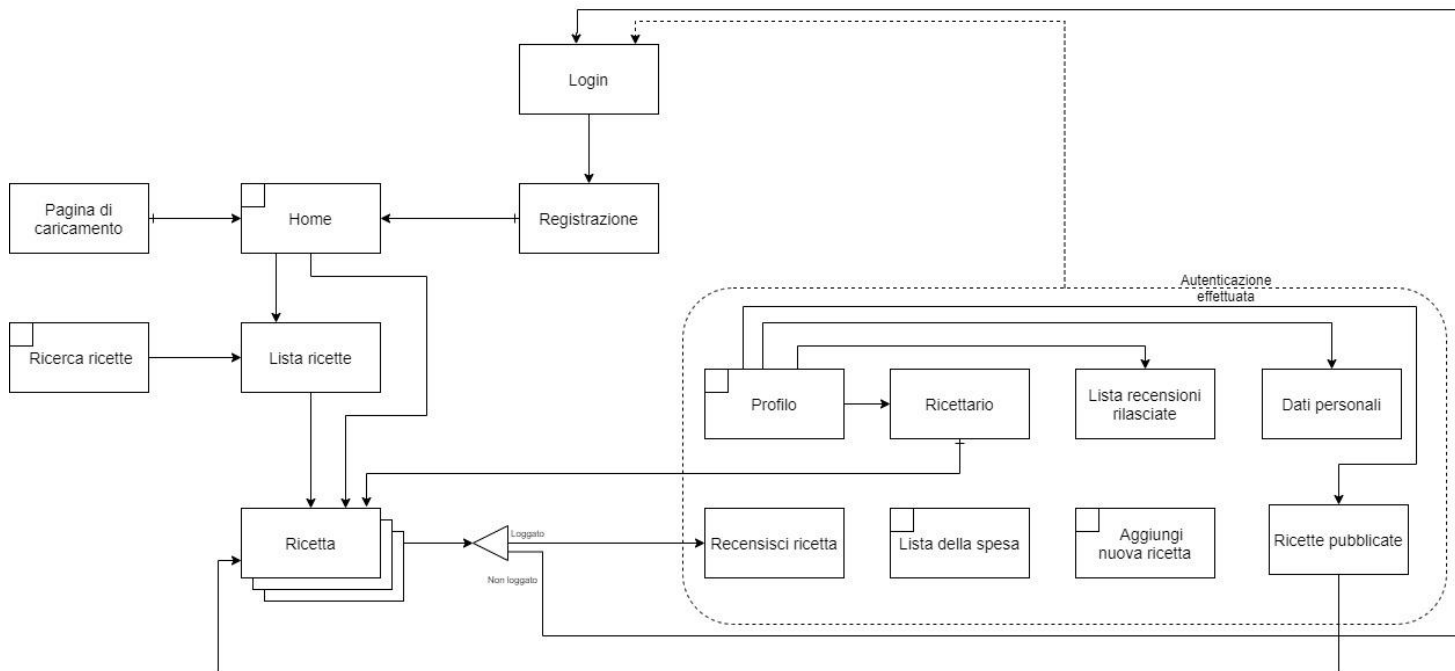 Login
Pagina di
caricamento
Home
Registrazione
Autenticazione
effettuata
Ricerca ricette
Lista ricette
Profilo
Ricettario
Lista recensioni
rilasciate
Dati personali
Ricetta
Loggato
Non loggato
Recensisci ricetta
Lista della spesa
Aggiungi
nuova ricetta
Ricette pubblicate